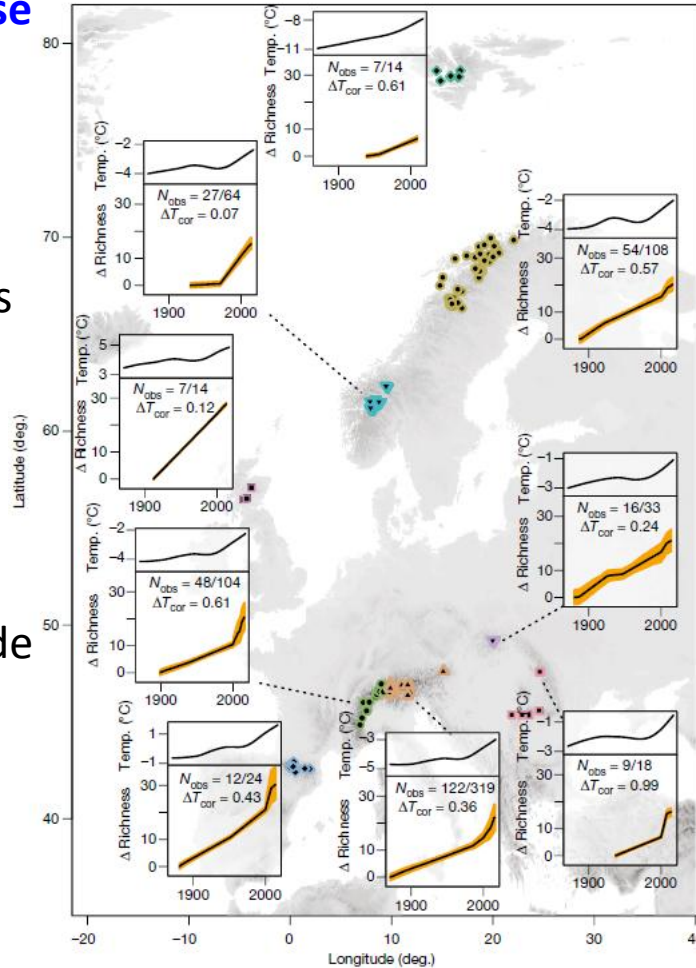 se
s
de
80
70
60
50
40
Latitude (deg.)
−20 −10 0 10 20 30 4
Longitude (deg.)
Temp. (°C)
−8
−11
Δ Richness
30
10
0
N_obs = 7/14
ΔT_cor = 0.61
1900 2000
Temp. (°C)
−2
−4
Δ Richness
30
10
0
N_obs = 27/64
ΔT_cor = 0.07
1900 2000
Temp. (°C)
−2
−4
Δ Richness
30
10
0
N_obs = 54/108
ΔT_cor = 0.57
1900 2000
Temp. (°C)
5
3
Δ Richness
30
10
0
N_obs = 7/14
ΔT_cor = 0.12
1900 2000
Temp. (°C)
−1
−3
Δ Richness
30
10
0
N_obs = 16/33
ΔT_cor = 0.24
1900 2000
Temp. (°C)
−2
−4
Δ Richness
30
10
0
N_obs = 48/104
ΔT_cor = 0.61
1900 2000
Temp. (°C)
1
−1
Δ Richness
30
10
0
N_obs = 12/24
ΔT_cor = 0.43
1900 2000
Temp. (°C)
−3
−5
Δ Richness
30
10
0
N_obs = 122/319
ΔT_cor = 0.36
1900 2000
Temp. (°C)
−1
−3
Δ Richness
30
10
0
N_obs = 9/18
ΔT_cor = 0.99
1900 2000